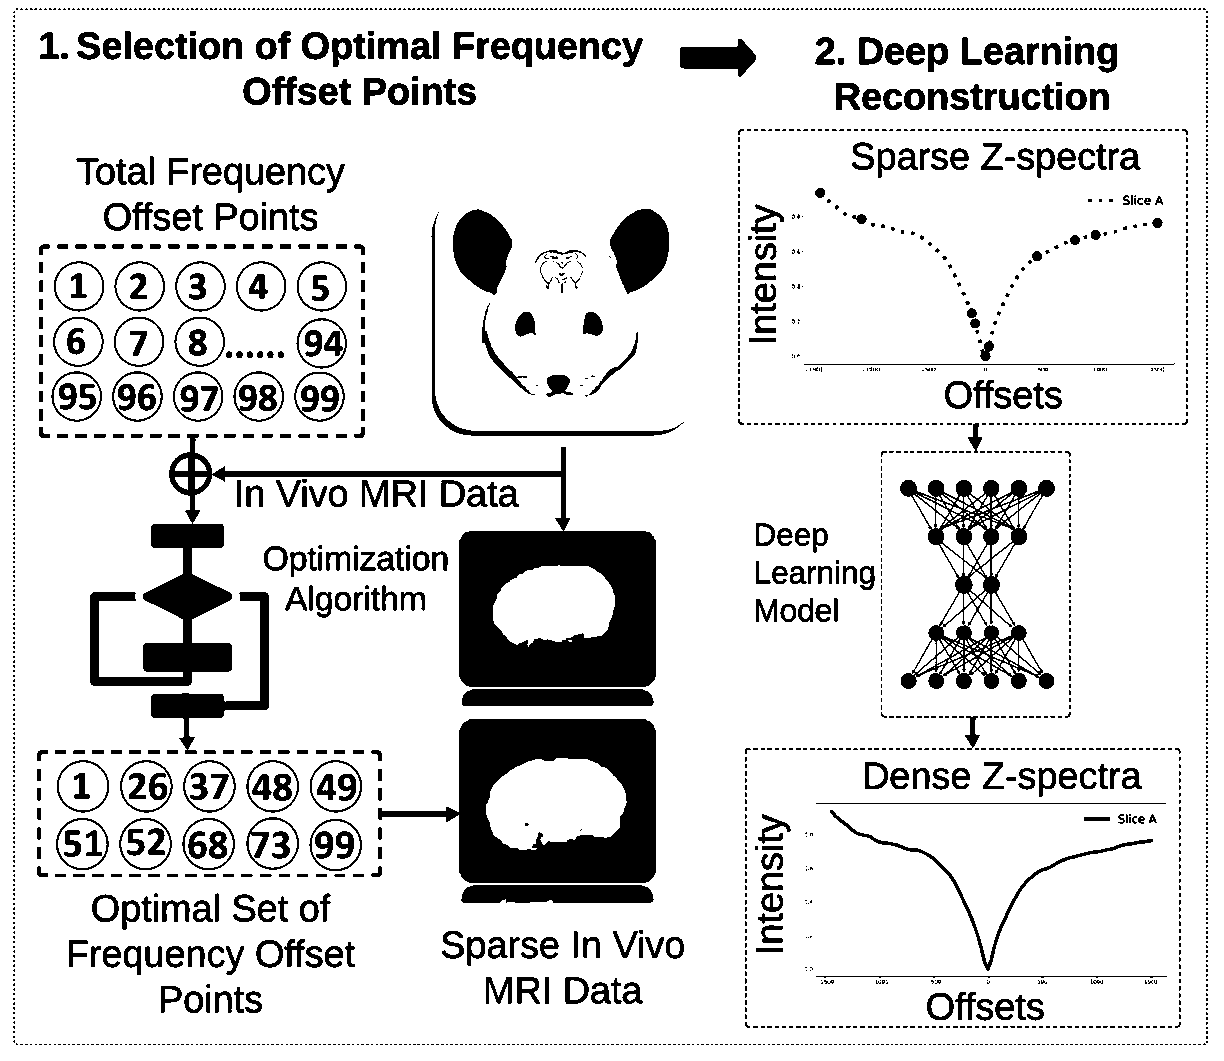 1. Selection of Optimal Frequency
Offset Points
2. Deep Learning
Reconstruction
Total Frequency
Offset Points
1 2 3 4 5
6 7 8 ...... 94
95 96 97 98 99
In Vivo MRI Data
Optimization
Algorithm
1 26 37 48 49
51 52 68 73 99
Optimal Set of
Frequency Offset
Points
Sparse In Vivo
MRI Data
Sparse Z-spectra
Slice A
Intensity
Offsets
Deep
Learning
Model
Dense Z-spectra
Slice A
Intensity
Offsets